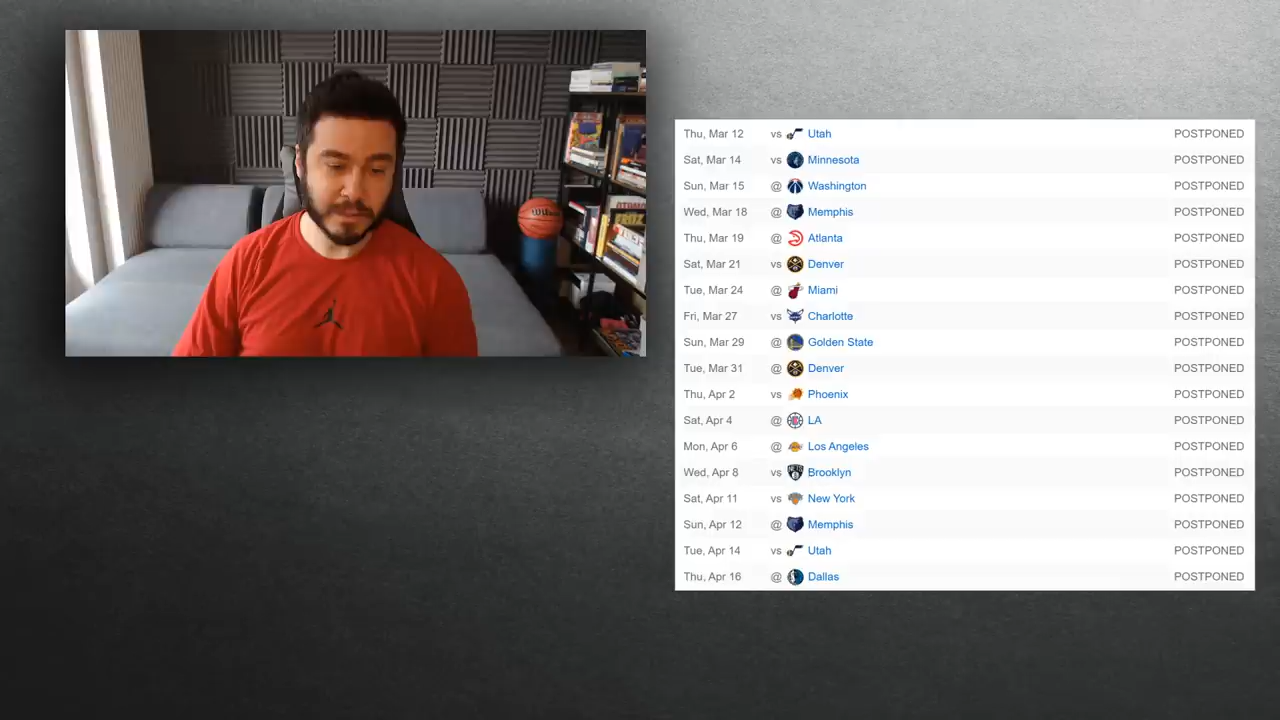 Wilson
Thu, Mar 12 vs Utah POSTPONED
Sat, Mar 14 vs Minnesota POSTPONED
Sun, Mar 15 @ Washington POSTPONED
Wed, Mar 18 @ Memphis POSTPONED
Thu, Mar 19 @ Atlanta POSTPONED
Sat, Mar 21 vs Denver POSTPONED
Tue, Mar 24 @ Miami POSTPONED
Fri, Mar 27 vs Charlotte POSTPONED
Sun, Mar 29 @ Golden State POSTPONED
Tue, Mar 31 @ Denver POSTPONED
Thu, Apr 2 vs Phoenix POSTPONED
Sat, Apr 4 @ LA POSTPONED
Mon, Apr 6 @ Los Angeles POSTPONED
Wed, Apr 8 vs Brooklyn POSTPONED
Sat, Apr 11 vs New York POSTPONED
Sun, Apr 12 @ Memphis POSTPONED
Tue, Apr 14 vs Utah POSTPONED
Thu, Apr 16 @ Dallas POSTPONED